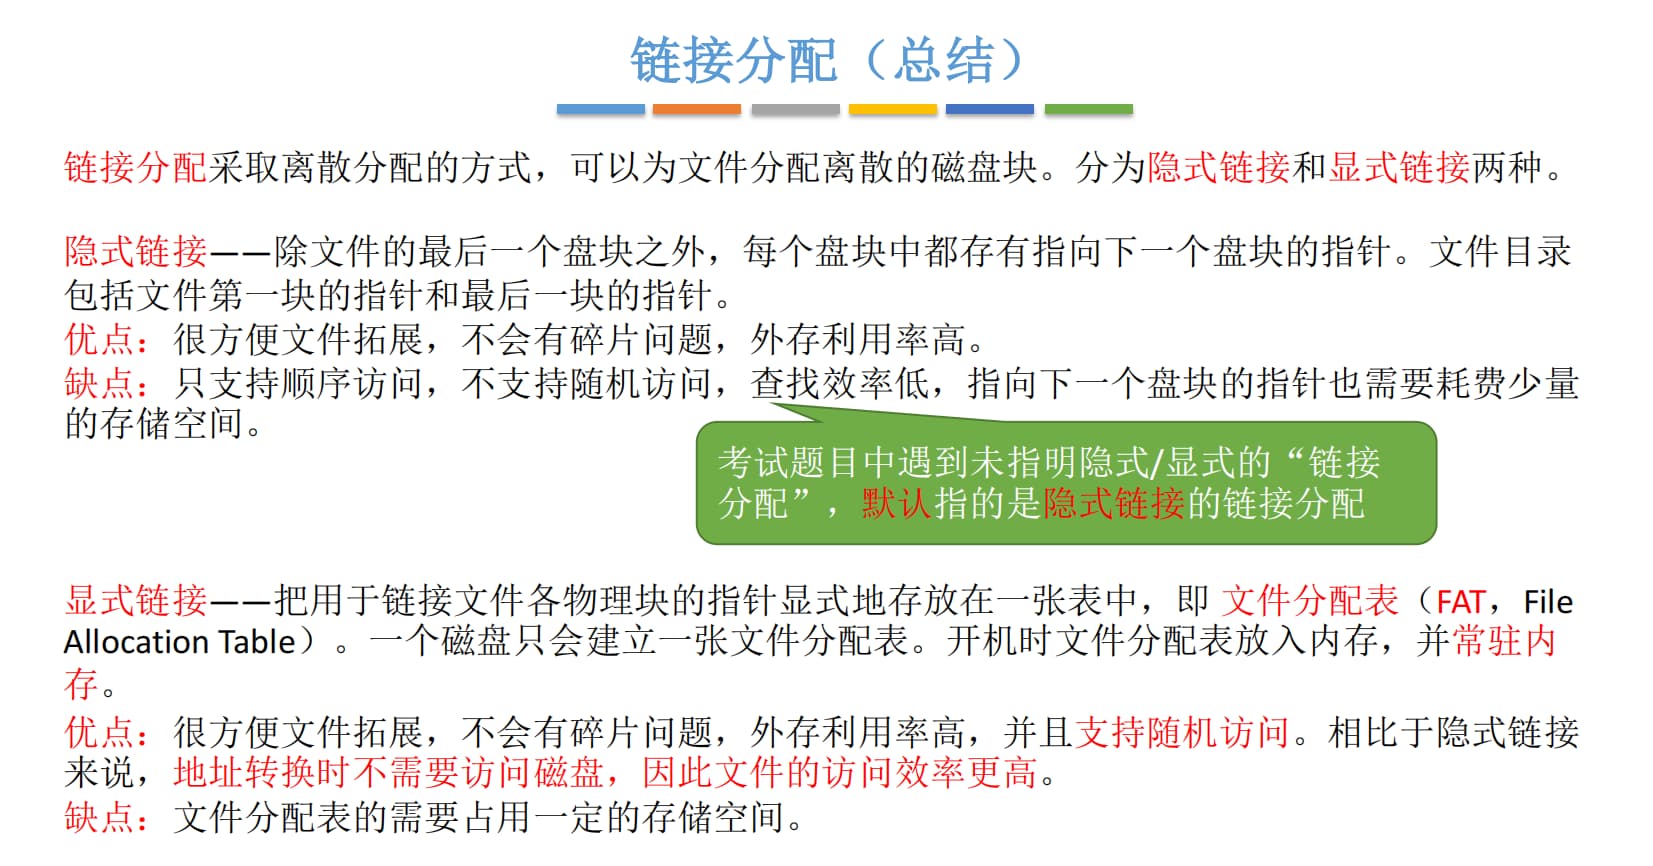 链接分配（总结）
链接分配采取离散分配的方式，可以为文件分配离散的磁盘块。分为隐式链接和显式链接两种。
隐式链接——除文件的最后一个盘块之外，每个盘块中都存有指向下一个盘块的指针。文件目录
包括文件第一块的指针和最后一块的指针。
优点：很方便文件拓展，不会有碎片问题，外存利用率高。
缺点：只支持顺序访问，不支持随机访问，查找效率低，指向下一个盘块的指针也需要耗费少量
的存储空间。
考试题目中遇到未指明隐式/显式的“链接
分配”，默认指的是隐式链接的链接分配
显式链接——把用于链接文件各物理块的指针显式地存放在一张表中，即 文件分配表（FAT，File
Allocation Table）。一个磁盘只会建立一张文件分配表。开机时文件分配表放入内存，并常驻内
存。
优点：很方便文件拓展，不会有碎片问题，外存利用率高，并且支持随机访问。相比于隐式链接
来说，地址转换时不需要访问磁盘，因此文件的访问效率更高。
缺点：文件分配表的需要占用一定的存储空间。